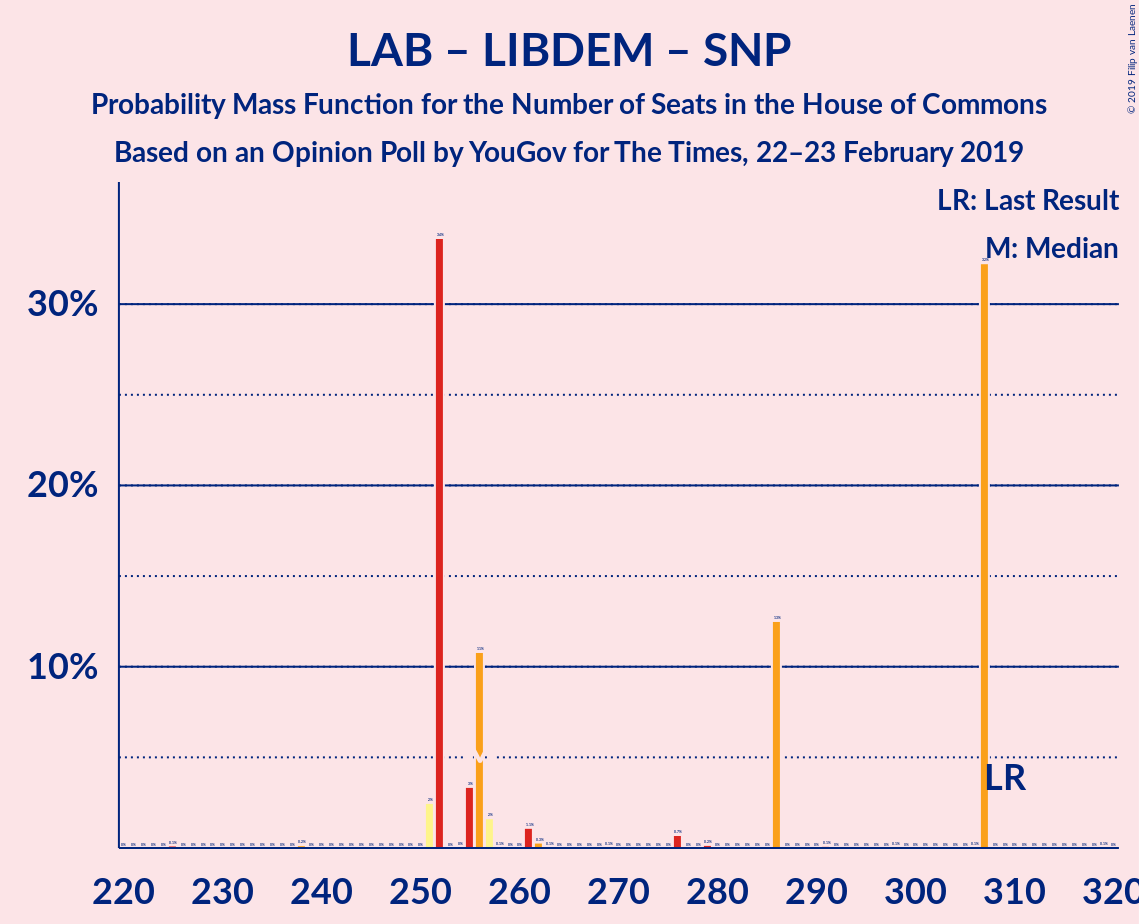 LAB – LIBDEM – SNP
Probability Mass Function for the Number of Seats in the House of Commons
Based on an Opinion Poll by YouGov for The Times, 22–23 February 2019
© 2019 Filip van Laenen
LR: Last Result
M: Median
30%
20%
10%
LR
220 230 240 250 260 270 280 290 300 310 320